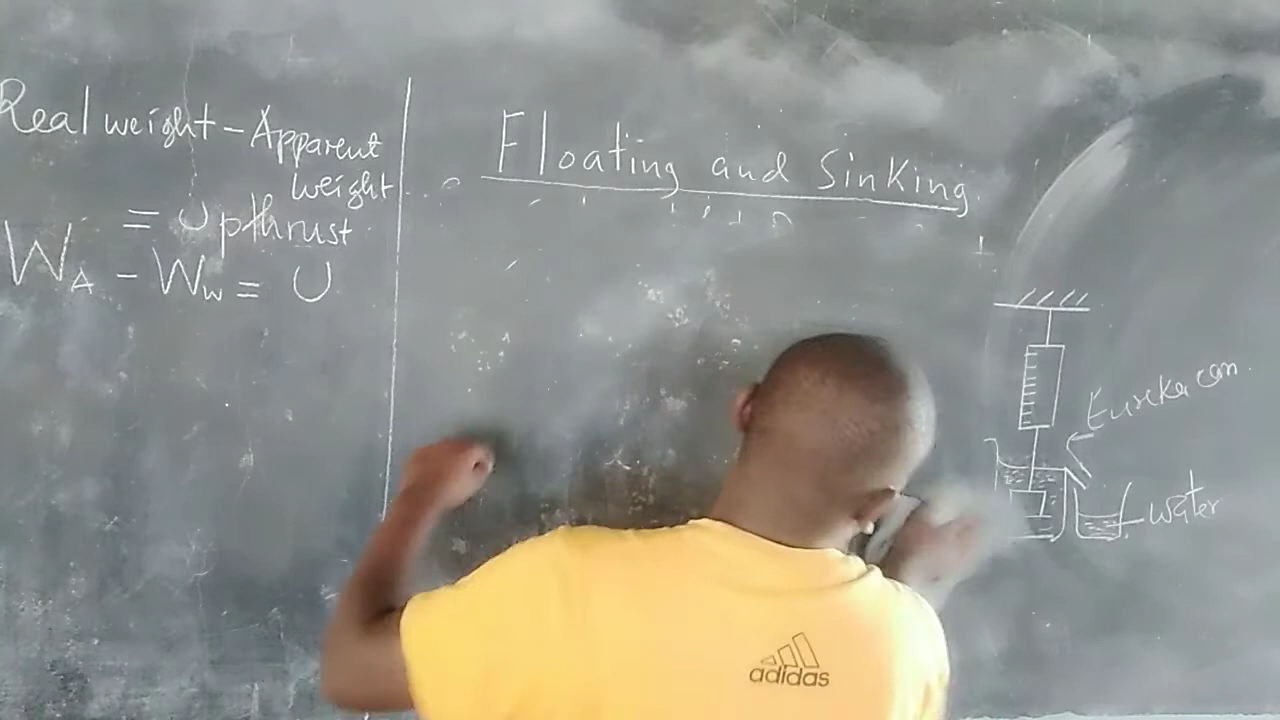 Real weight - Apparent
weight
= Upthrust
W_A - W_W = U
Floating and Sinking
Eureka can.
water
adidas